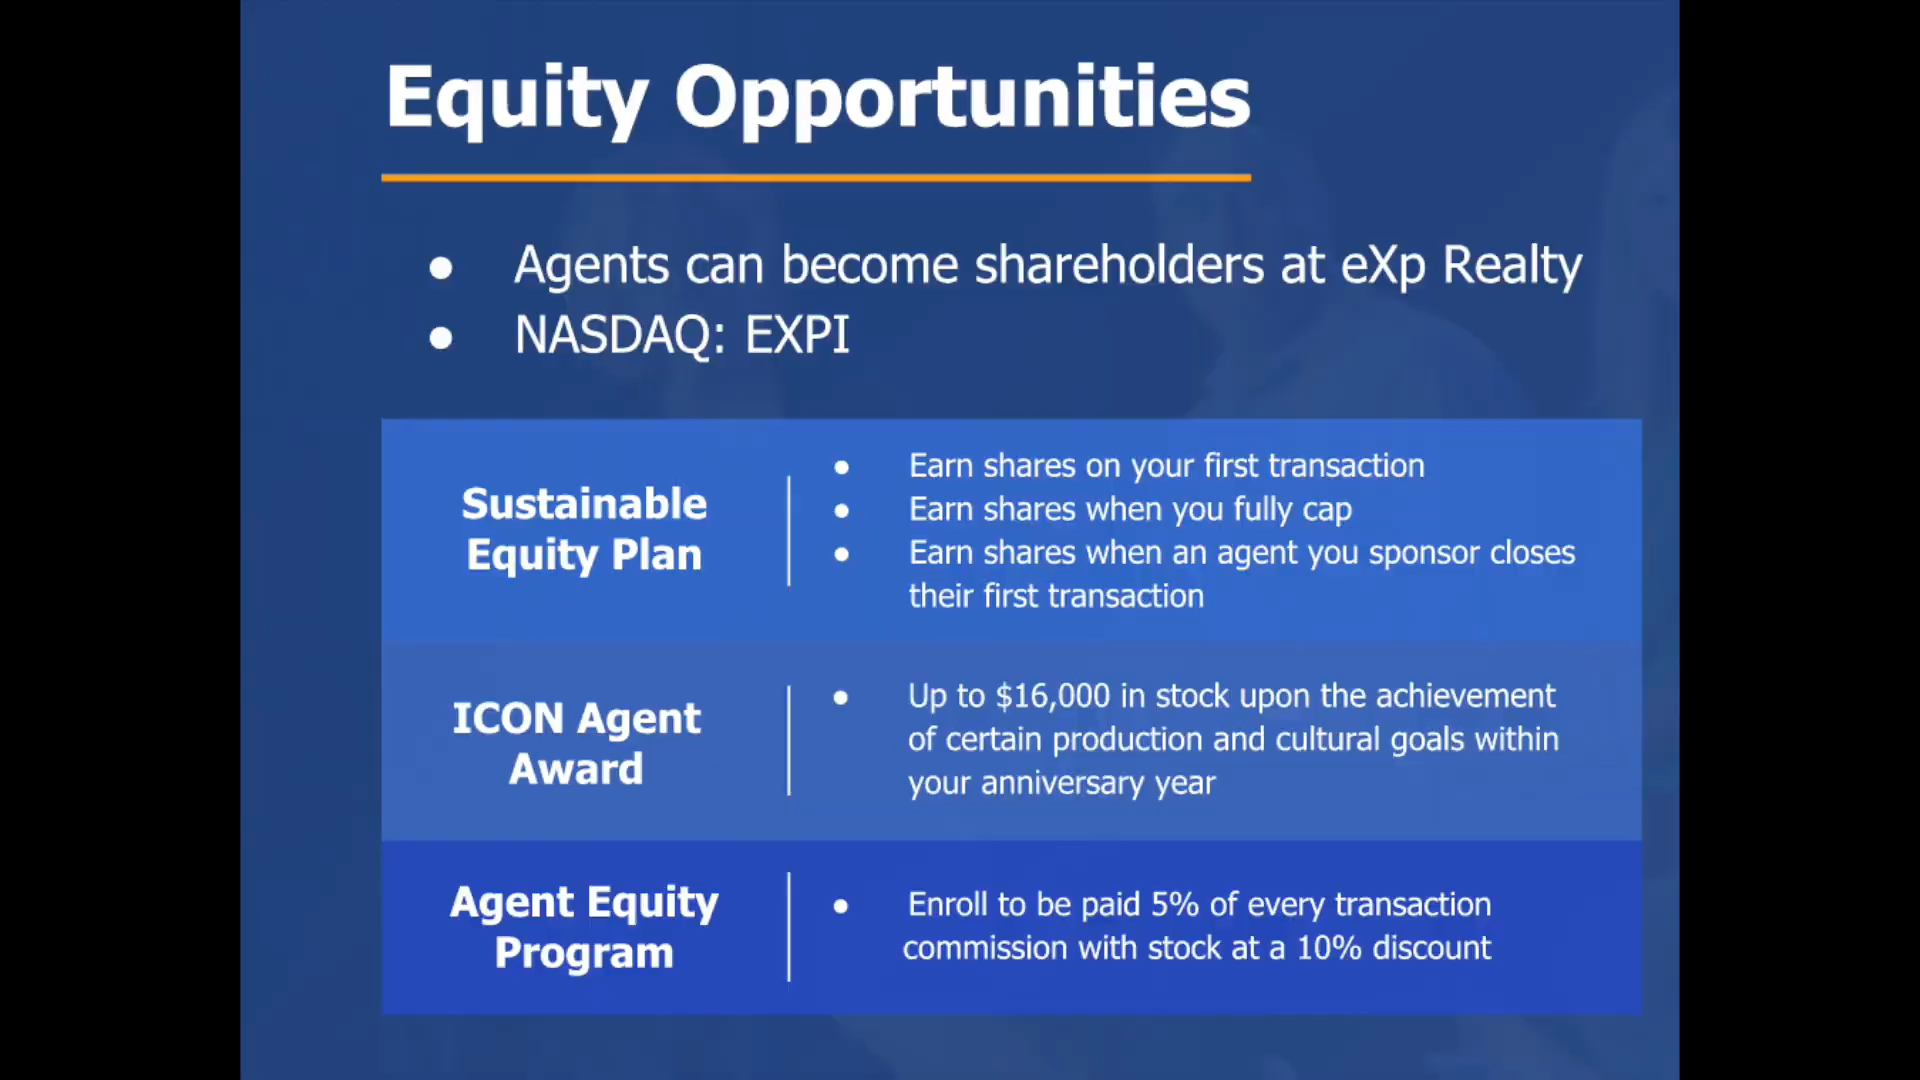 Equity Opportunities
● Agents can become shareholders at eXp Realty
● NASDAQ: EXPI
Sustainable
Equity Plan
● Earn shares on your first transaction
● Earn shares when you fully cap
● Earn shares when an agent you sponsor closes
their first transaction
ICON Agent
Award
● Up to $16,000 in stock upon the achievement
of certain production and cultural goals within
your anniversary year
Agent Equity
Program
● Enroll to be paid 5% of every transaction
commission with stock at a 10% discount